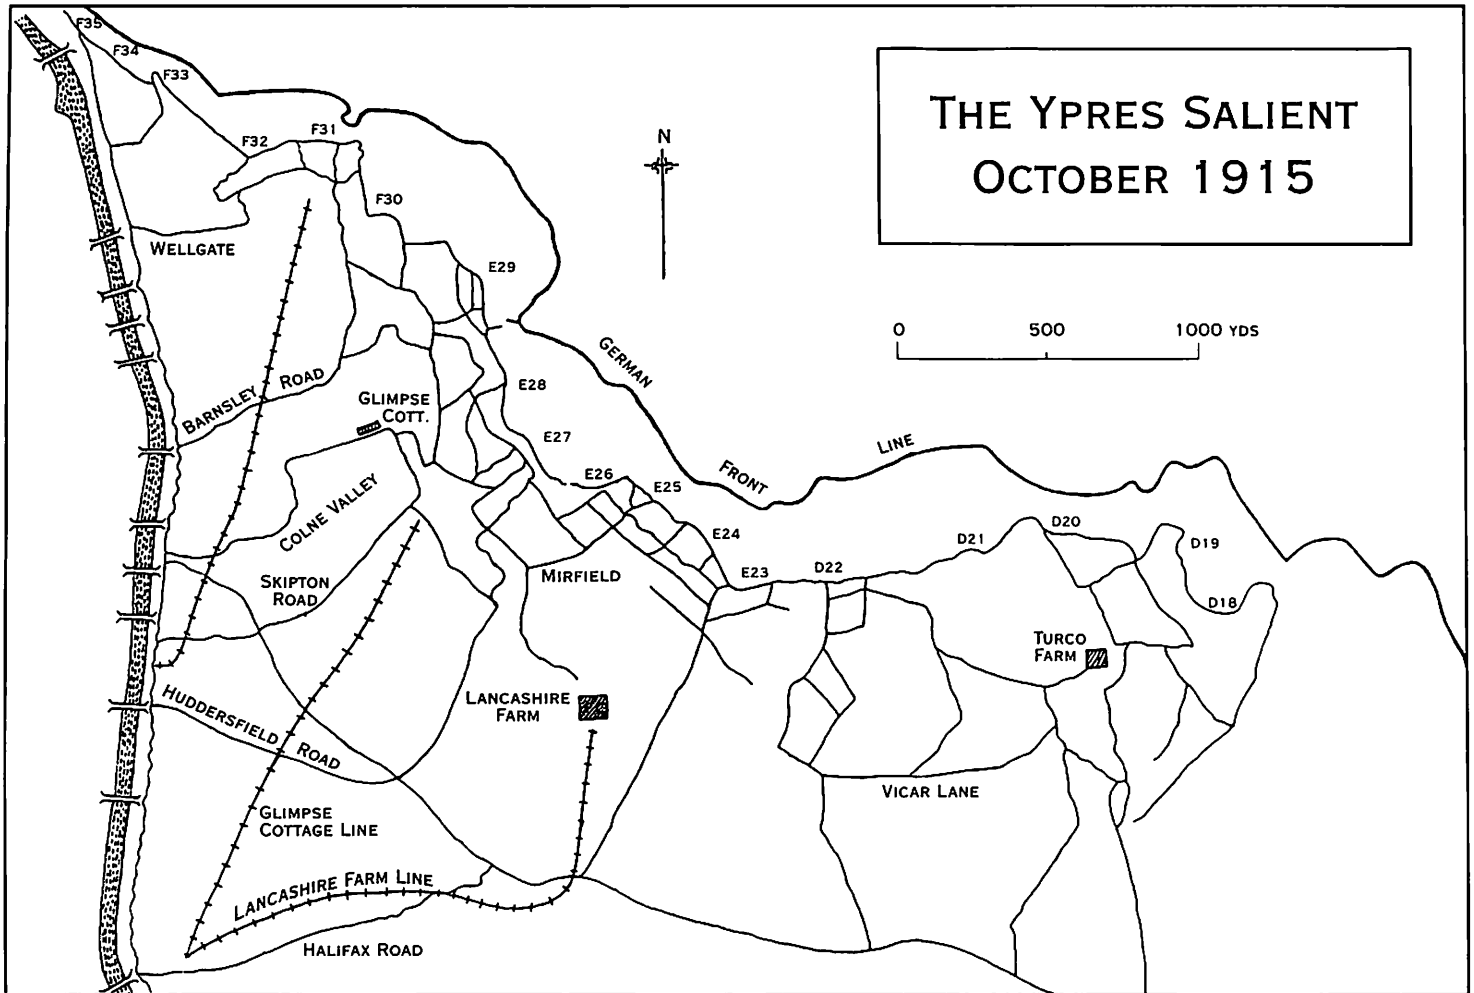 THE YPRES SALIENT
OCTOBER 1915
F35
F34
F33
F32
F31
N
F30
WELLGATE
E29
0 500 1000 YDS
GERMAN FRONT LINE
BARNSLEY ROAD
E28
GLIMPSE
COTT.
E27
E26
E25
COLNE VALLEY
E24
D22
D21
D20
D19
E23
MIRFIELD
SKIPTON
ROAD
D18
TURCO
FARM
LANCASHIRE
FARM
HUDDERSFIELD ROAD
VICAR LANE
GLIMPSE
COTTAGE LINE
LANCASHIRE FARM LINE
HALIFAX ROAD